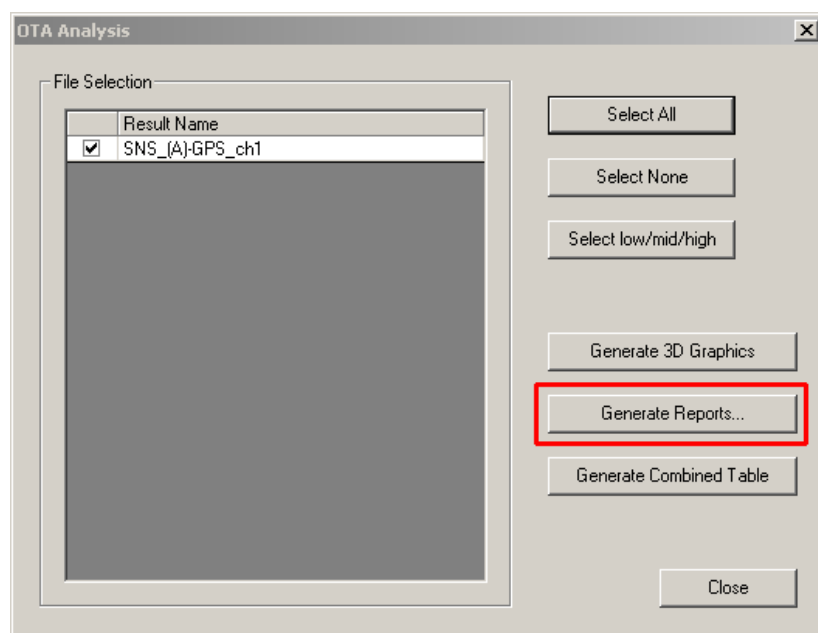 OTA Analysis
File Selection
Result Name
SNS_(A)-GPS_ch1
Select All
Select None
Select low/mid/high
Generate 3D Graphics
Generate Reports...
Generate Combined Table
Close